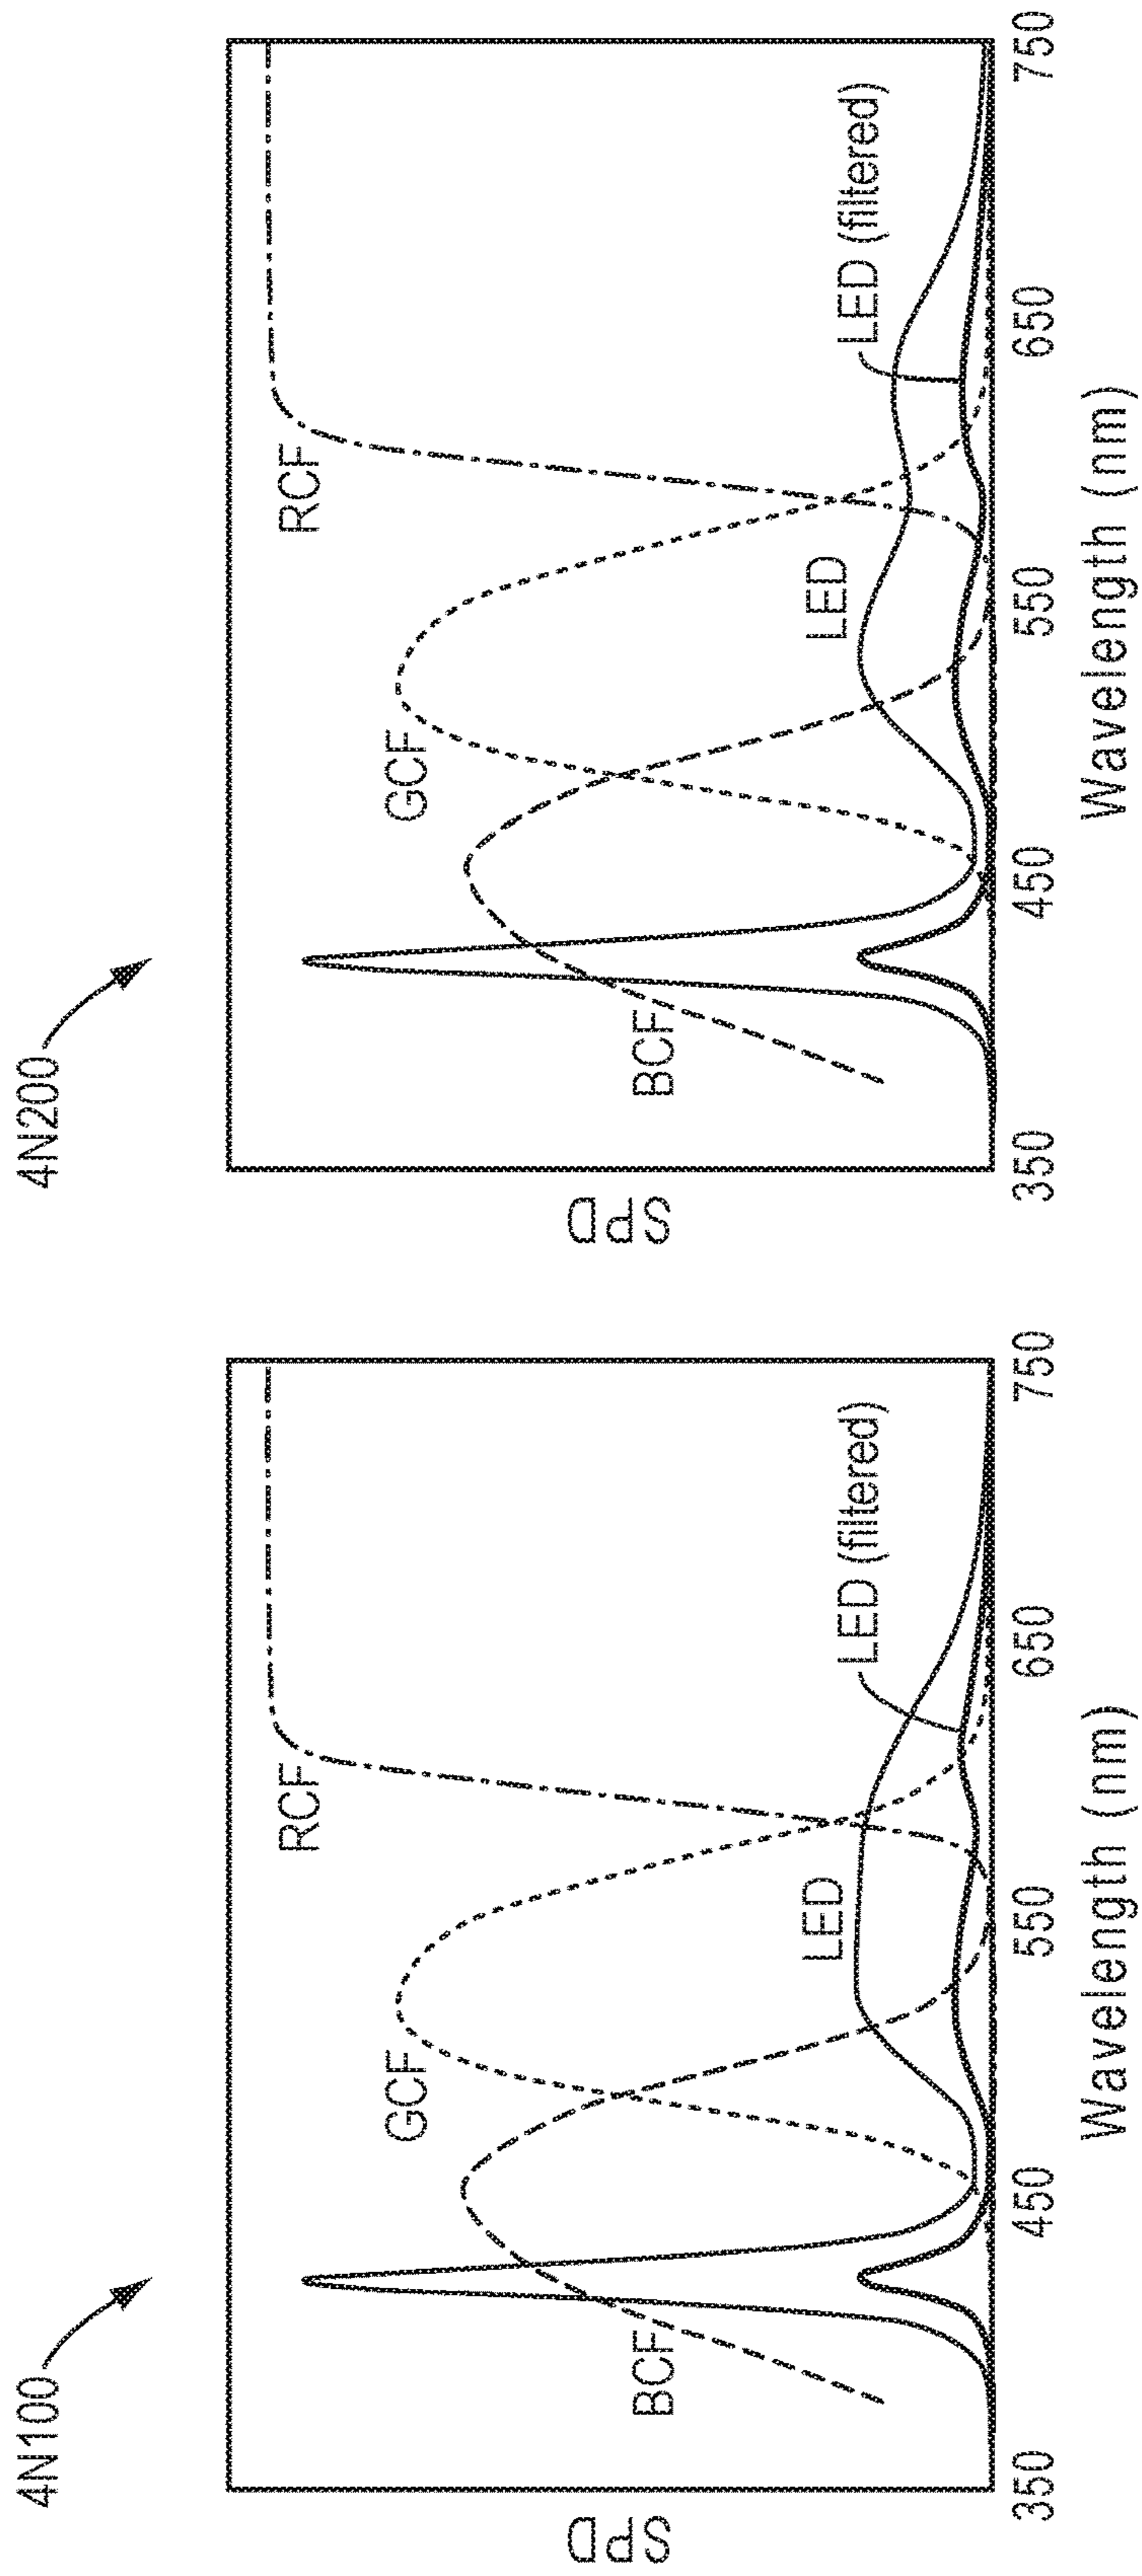 4N100
SPD
BCF
GCF
RCF
LED
LED (filtered)
350
450
550
650
750
Wavelength (nm)
4N200
SPD
BCF
GCF
RCF
LED
LED (filtered)
350
450
550
650
750
Wavelength (nm)